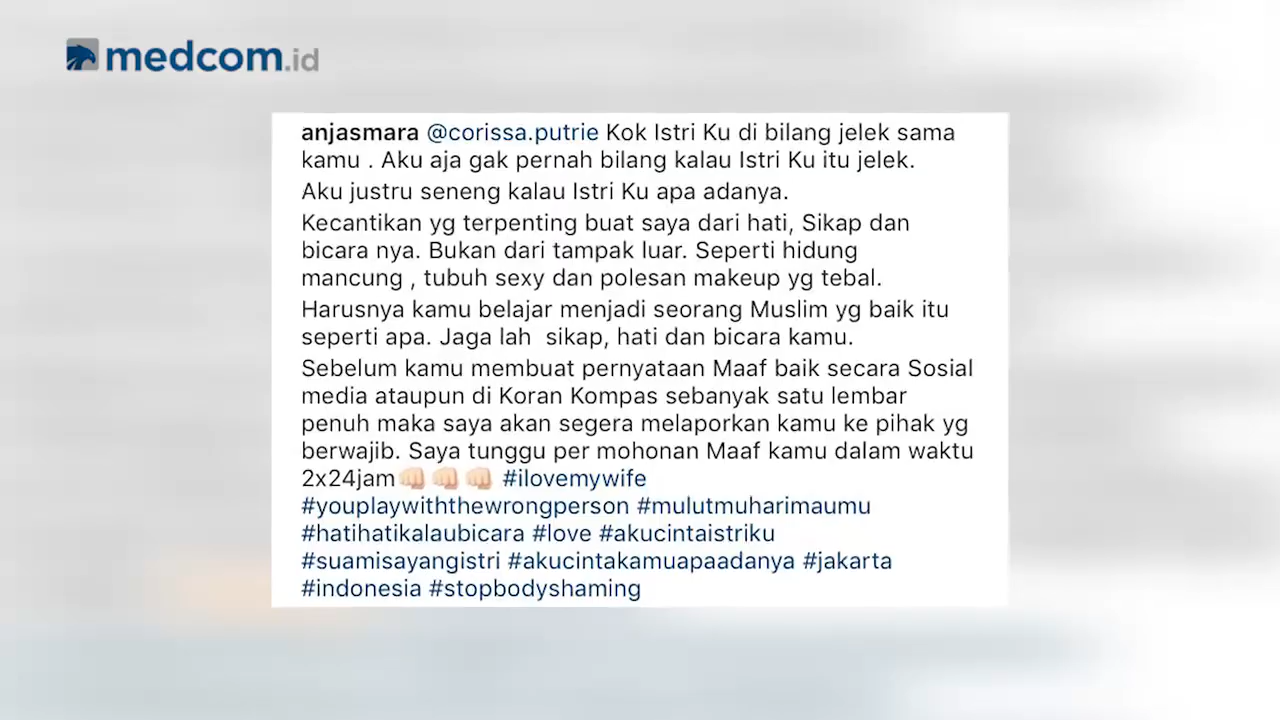 medcom.id
anjasmara @corissa.putrie Kok Istri Ku di bilang jelek sama
kamu . Aku aja gak pernah bilang kalau Istri Ku itu jelek.
Aku justru seneng kalau Istri Ku apa adanya.
Kecantikan yg terpenting buat saya dari hati, Sikap dan
bicara nya. Bukan dari tampak luar. Seperti hidung
mancung , tubuh sexy dan polesan makeup yg tebal.
Harusnya kamu belajar menjadi seorang Muslim yg baik itu
seperti apa. Jaga lah  sikap, hati dan bicara kamu.
Sebelum kamu membuat pernyataan Maaf baik secara Sosial
media ataupun di Koran Kompas sebanyak satu lembar
penuh maka saya akan segera melaporkan kamu ke pihak yg
berwajib. Saya tunggu per mohonan Maaf kamu dalam waktu
2x24jam👊🏻👊🏻👊🏻 #ilovemywife
#youplaywiththewrongperson #mulutmuharimaumu
#hatihatikalaubicara #love #akucintaistriku
#suamisayangistri #akucintakamuapaadanya #jakarta
#indonesia #stopbodyshaming